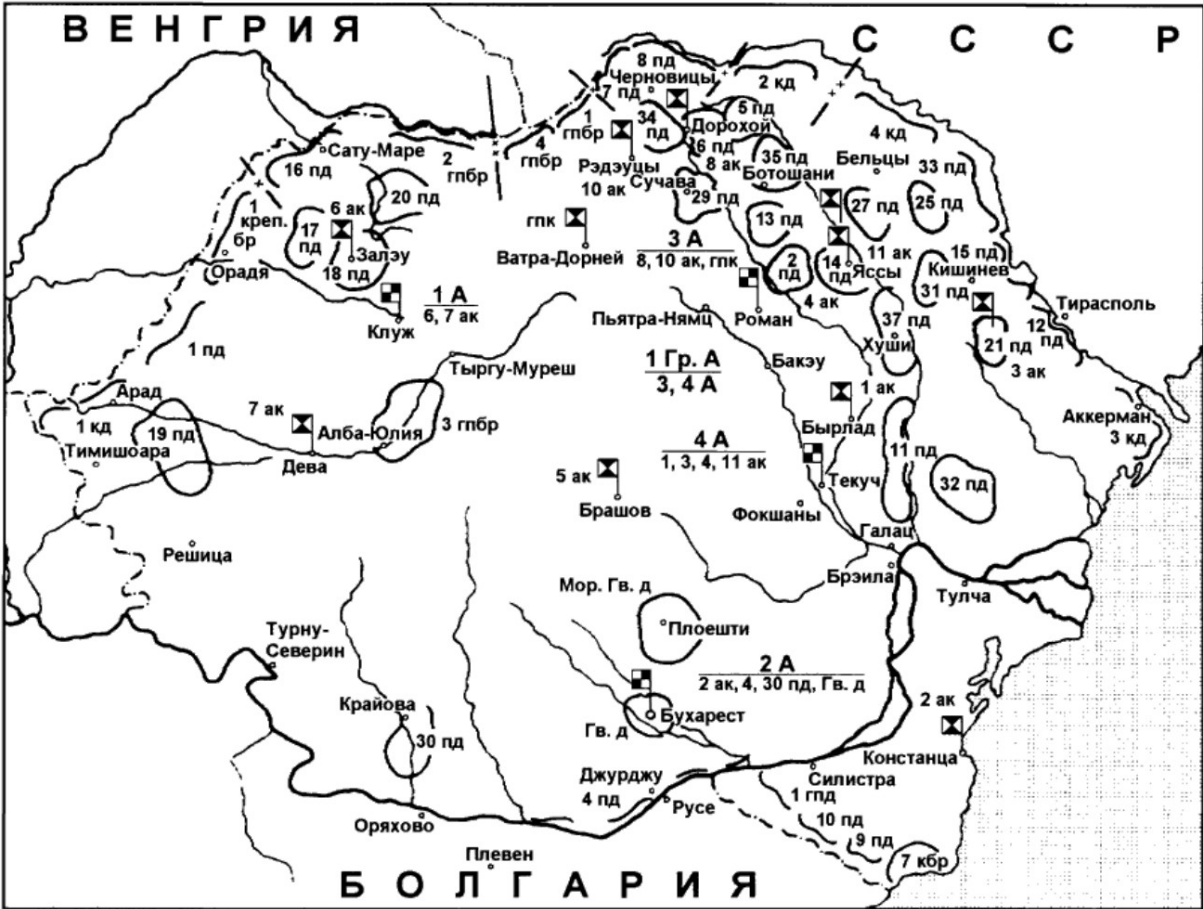 ВЕНГРИЯ
СССР
8 пд
Черновицы
2 кд
7 пд
5 пд
1
гпбр
34
пд
Дорохой
4
гпбр
4 кд
Сату-Маре
2
гпбр
Рэдэуцы
6 пд
8 ак
35 пд
Ботошани
Бельцы
33 пд
16 пд
10 ак
Сучава
29 пд
20 пд
1
креп.
бр
6 ак
17
пд
гпк
13 пд
27 пд
25 пд
Залэу
18 пд
Орадя
Ватра-Дорней
3 А
8, 10 ак, гпк
2
пд
14
пд
Яссы
11 ак
15 пд
Кишинев
31 пд
4 ак
1 А
6, 7 ак
Клуж
Пьятра-Нямц
Роман
37 пд
Хуши
Тирасполь
12
пд
21 пд
3 ак
1 пд
Тыргу-Муреш
1 Гр. А
3, 4 А
Бакэу
1 ак
Арад
7 ак
3 гпбр
Бырлад
Аккерман
3 кд
1 кд
19 пд
Алба-Юлия
Тимишоара
Дева
4 А
1, 3, 4, 11 ак
11 пд
5 ак
Текуч
32 пд
Брашов
Фокшаны
Галац
Решица
Брэила
Мор. Гв. д
Тулча
Плоешти
Турну-
Северин
2 А
2 ак, 4, 30 пд, Гв. д
Крайова
Бухарест
2 ак
Гв. д
30 пд
Констанца
Джурджу
Силистра
4 пд
Русе
1 гпд
Оряхово
10 пд
9 пд
Плевен
7 кбр
БОЛГАРИЯ